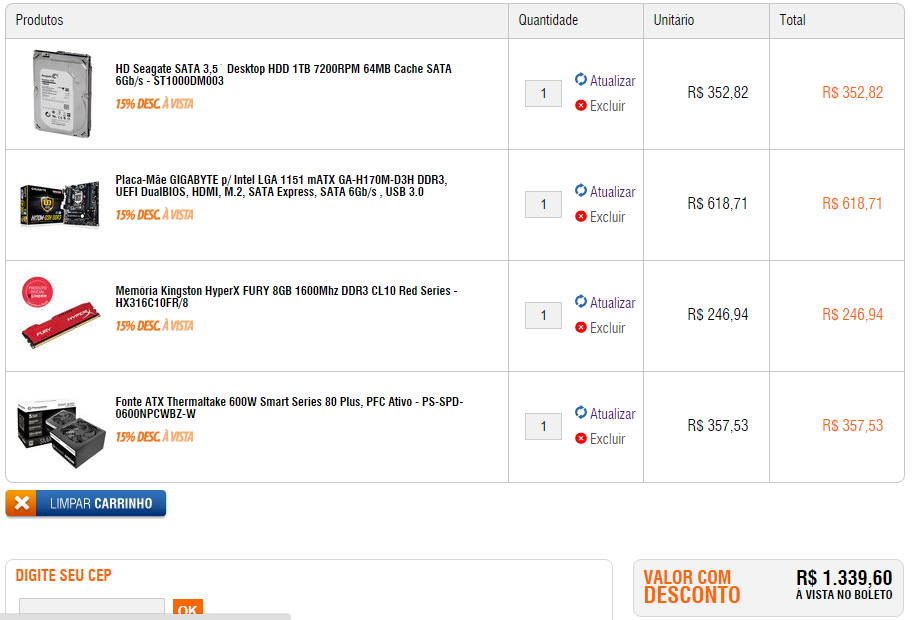 Produtos Quantidade Unitario Total
HD Seagate SATA 3,5´ Desktop HDD 1TB 7200RPM 64MB Cache SATA
6Gb/s - ST1000DM003
15% DESC. À VISTA
1 Atualizar
Excluir
R$ 352,82 R$ 352,82
Placa-Mãe GIGABYTE p/ Intel LGA 1151 mATX GA-H170M-D3H DDR3,
UEFI DualBIOS, HDMI, M.2, SATA Express, SATA 6Gb/s , USB 3.0
15% DESC. À VISTA
1 Atualizar
Excluir
R$ 618,71 R$ 618,71
Memória Kingston HyperX FURY 8GB 1600Mhz DDR3 CL10 Red Series -
HX316C10FR/8
15% DESC. À VISTA
FURY HYPERX
1 Atualizar
Excluir
R$ 246,94 R$ 246,94
Fonte ATX Thermaltake 600W Smart Series 80 Plus, PFC Ativo - PS-SPD-
0600NPCWBZ-W
15% DESC. À VISTA
1 Atualizar
Excluir
R$ 357,53 R$ 357,53
LIMPAR CARRINHO
DIGITE SEU CEP
OK
VALOR COM
DESCONTO
R$ 1.339,60
À VISTA NO BOLETO